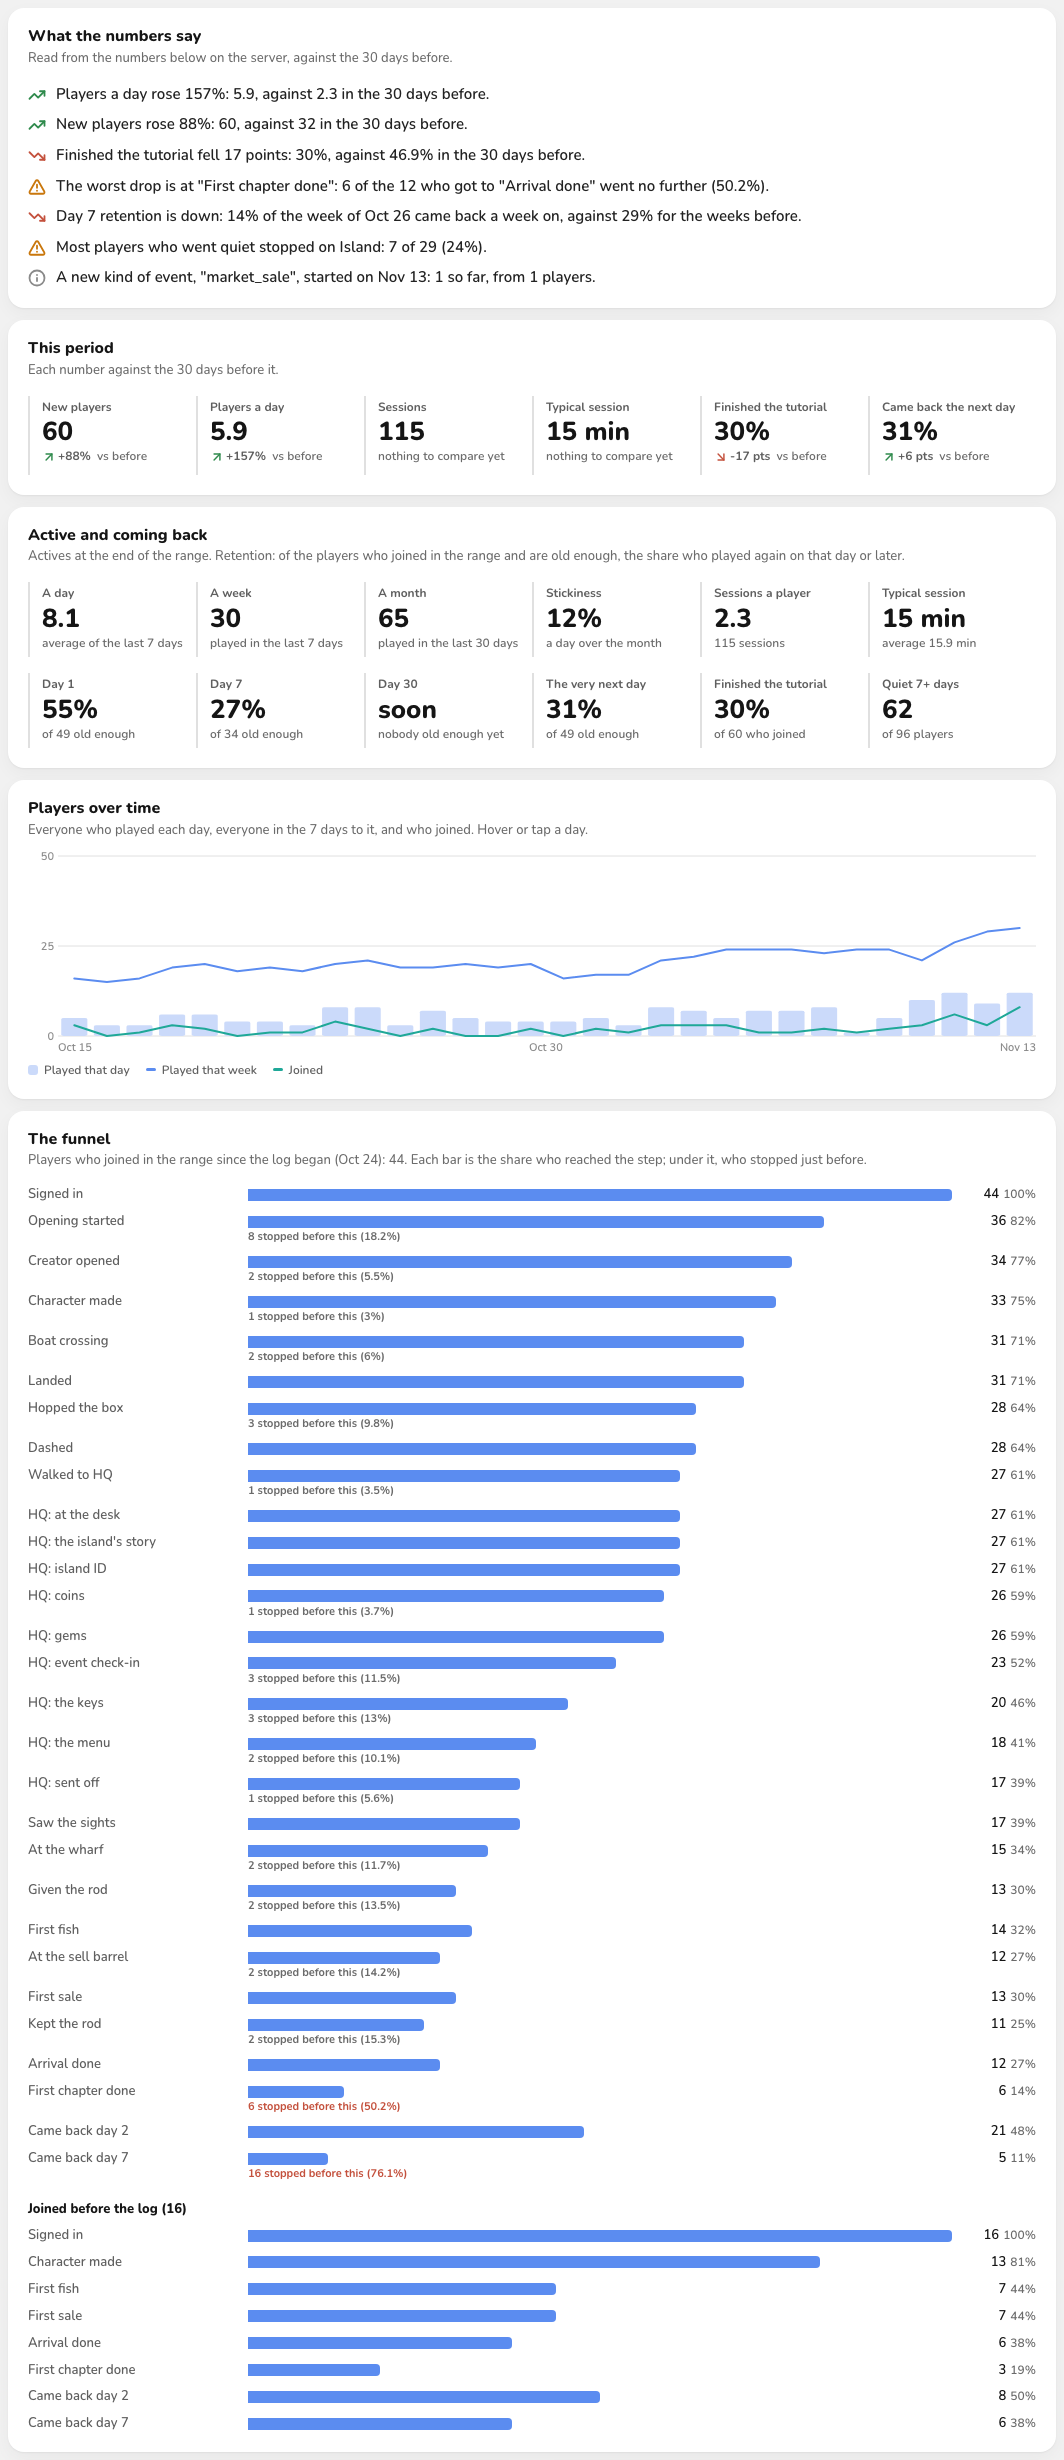 What the numbers say
Read from the numbers below on the server, against the 30 days before.
Players a day rose 157%: 5.9, against 2.3 in the 30 days before.
New players rose 88%: 60, against 32 in the 30 days before.
Finished the tutorial fell 17 points: 30%, against 46.9% in the 30 days before.
The worst drop is at "First chapter done": 6 of the 12 who got to "Arrival done" went no further (50.2%).
Day 7 retention is down: 14% of the week of Oct 26 came back a week on, against 29% for the weeks before.
Most players who went quiet stopped on Island: 7 of 29 (24%).
A new kind of event, "market_sale", started on Nov 13: 1 so far, from 1 players.
This period
Each number against the 30 days before it.
New players
60
+88% vs before
Players a day
5.9
+157% vs before
Sessions
115
nothing to compare yet
Typical session
15 min
nothing to compare yet
Finished the tutorial
30%
-17 pts vs before
Came back the next day
31%
+6 pts vs before
Active and coming back
Actives at the end of the range. Retention: of the players who joined in the range and are old enough, the share who played again on that day or later.
A day
8.1
average of the last 7 days
A week
30
played in the last 7 days
A month
65
played in the last 30 days
Stickiness
12%
a day over the month
Sessions a player
2.3
115 sessions
Typical session
15 min
average 15.9 min
Day 1
55%
of 49 old enough
Day 7
27%
of 34 old enough
Day 30
soon
nobody old enough yet
The very next day
31%
of 49 old enough
Finished the tutorial
30%
of 60 who joined
Quiet 7+ days
62
of 96 players
Players over time
Everyone who played each day, everyone in the 7 days to it, and who joined. Hover or tap a day.
50
25
0
Oct 15 Oct 30 Nov 13
Played that day Played that week Joined
The funnel
Players who joined in the range since the log began (Oct 24): 44. Each bar is the share who reached the step; under it, who stopped just before.
Signed in 44 100%
Opening started 36 82%
8 stopped before this (18.2%)
Creator opened 34 77%
2 stopped before this (5.5%)
Character made 33 75%
1 stopped before this (3%)
Boat crossing 31 71%
2 stopped before this (6%)
Landed 31 71%
Hopped the box 28 64%
3 stopped before this (9.8%)
Dashed 28 64%
Walked to HQ 27 61%
1 stopped before this (3.5%)
HQ: at the desk 27 61%
HQ: the island's story 27 61%
HQ: island ID 27 61%
HQ: coins 26 59%
1 stopped before this (3.7%)
HQ: gems 26 59%
HQ: event check-in 23 52%
3 stopped before this (11.5%)
HQ: the keys 20 46%
3 stopped before this (13%)
HQ: the menu 18 41%
2 stopped before this (10.1%)
HQ: sent off 17 39%
1 stopped before this (5.6%)
Saw the sights 17 39%
At the wharf 15 34%
2 stopped before this (11.7%)
Given the rod 13 30%
2 stopped before this (13.5%)
First fish 14 32%
At the sell barrel 12 27%
2 stopped before this (14.2%)
First sale 13 30%
Kept the rod 11 25%
2 stopped before this (15.3%)
Arrival done 12 27%
First chapter done 6 14%
6 stopped before this (50.2%)
Came back day 2 21 48%
Came back day 7 5 11%
16 stopped before this (76.1%)
Joined before the log (16)
Signed in 16 100%
Character made 13 81%
First fish 7 44%
First sale 7 44%
Arrival done 6 38%
First chapter done 3 19%
Came back day 2 8 50%
Came back day 7 6 38%